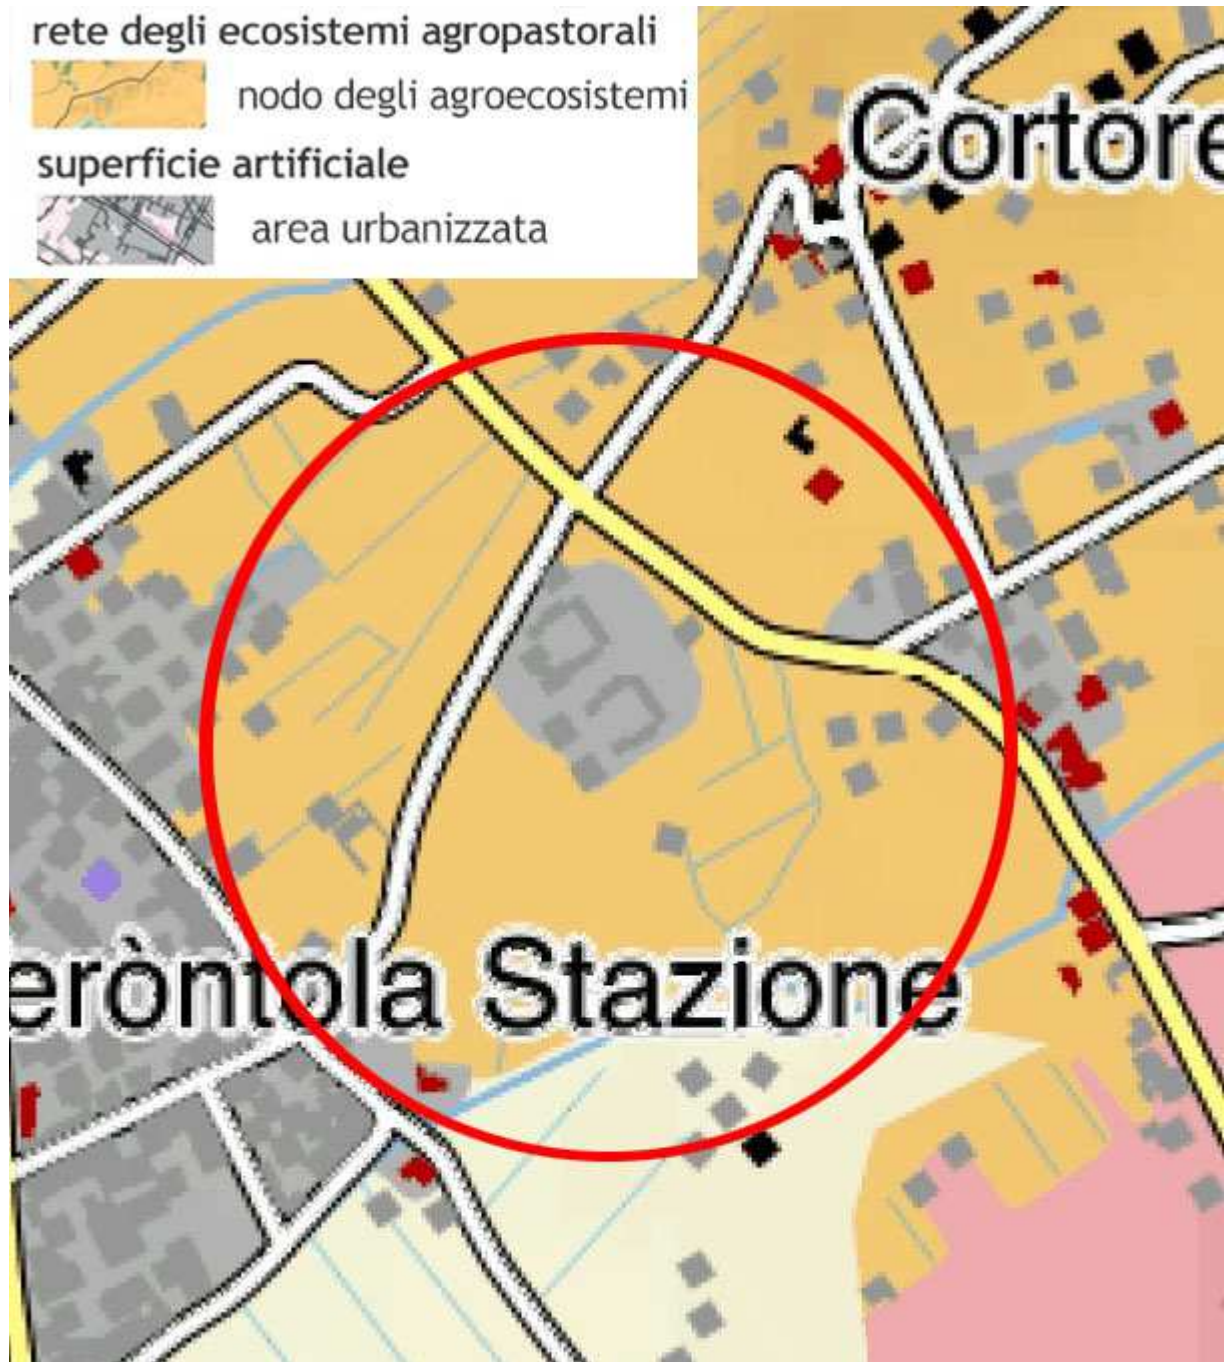 rete degli ecosistemi agropastorali
nodo degli agroecosistemi
superficie artificiale
area urbanizzata
Cortore
eròntola Stazione